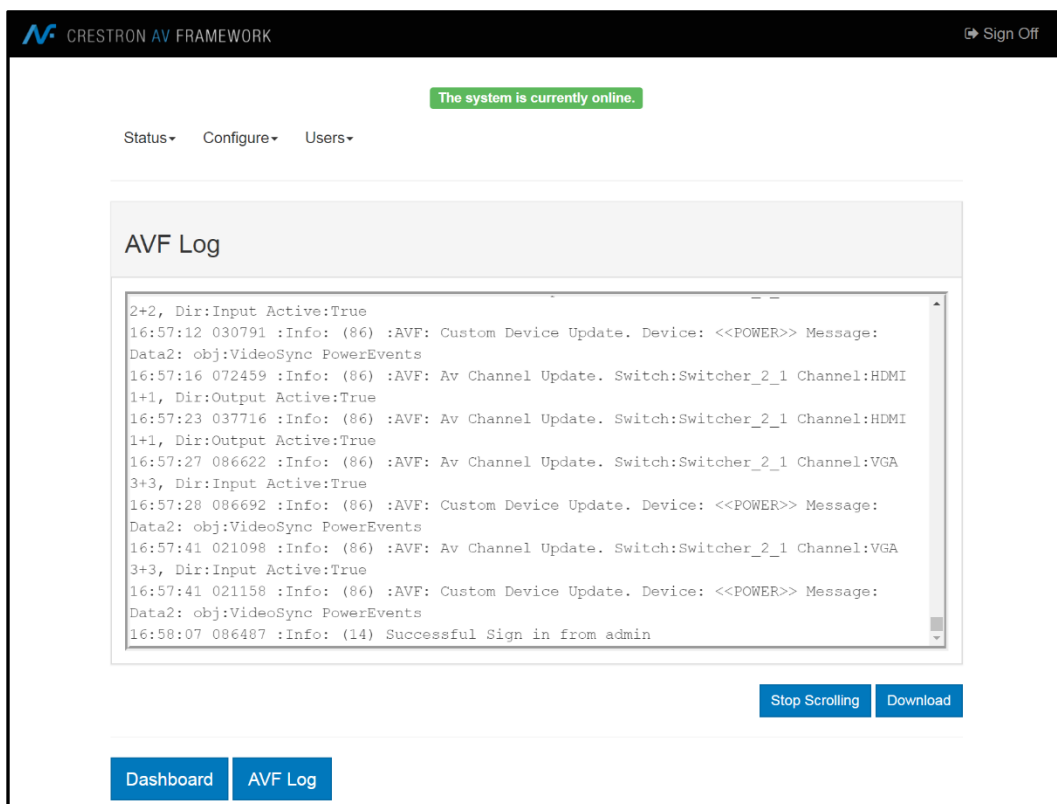 CRESTRON AV FRAMEWORK
Sign Off
The system is currently online.
Status
Configure
Users
AVF Log
2+2, Dir:Input Active:True
16:57:12 030791 :Info: (86) :AVF: Custom Device Update. Device: <<POWER>> Message:
Data2: obj:VideoSync PowerEvents
16:57:16 072459 :Info: (86) :AVF: Av Channel Update. Switch:Switcher_2_1 Channel:HDMI
1+1, Dir:Output Active:True
16:57:23 037716 :Info: (86) :AVF: Av Channel Update. Switch:Switcher_2_1 Channel:HDMI
1+1, Dir:Output Active:True
16:57:27 086622 :Info: (86) :AVF: Av Channel Update. Switch:Switcher_2_1 Channel:VGA
3+3, Dir:Input Active:True
16:57:28 086692 :Info: (86) :AVF: Custom Device Update. Device: <<POWER>> Message:
Data2: obj:VideoSync PowerEvents
16:57:41 021098 :Info: (86) :AVF: Av Channel Update. Switch:Switcher_2_1 Channel:VGA
3+3, Dir:Input Active:True
16:57:41 021158 :Info: (86) :AVF: Custom Device Update. Device: <<POWER>> Message:
Data2: obj:VideoSync PowerEvents
16:58:07 086487 :Info: (14) Successful Sign in from admin
Stop Scrolling
Download
Dashboard
AVF Log